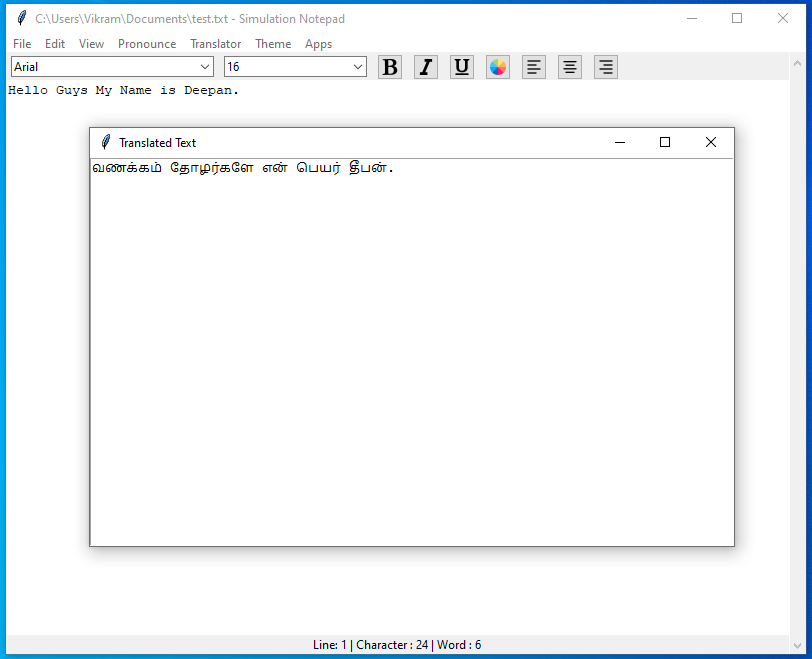 C:\Users\Vikram\Documents\test.txt - Simulation Notepad
File Edit View Pronounce Translator Theme Apps
Arial 16 B I U
Hello Guys My Name is Deepan.
Translated Text
வணக்கம் தோழர்களே என் பெயர் தீபன்.
Line: 1 | Character : 24 | Word : 6